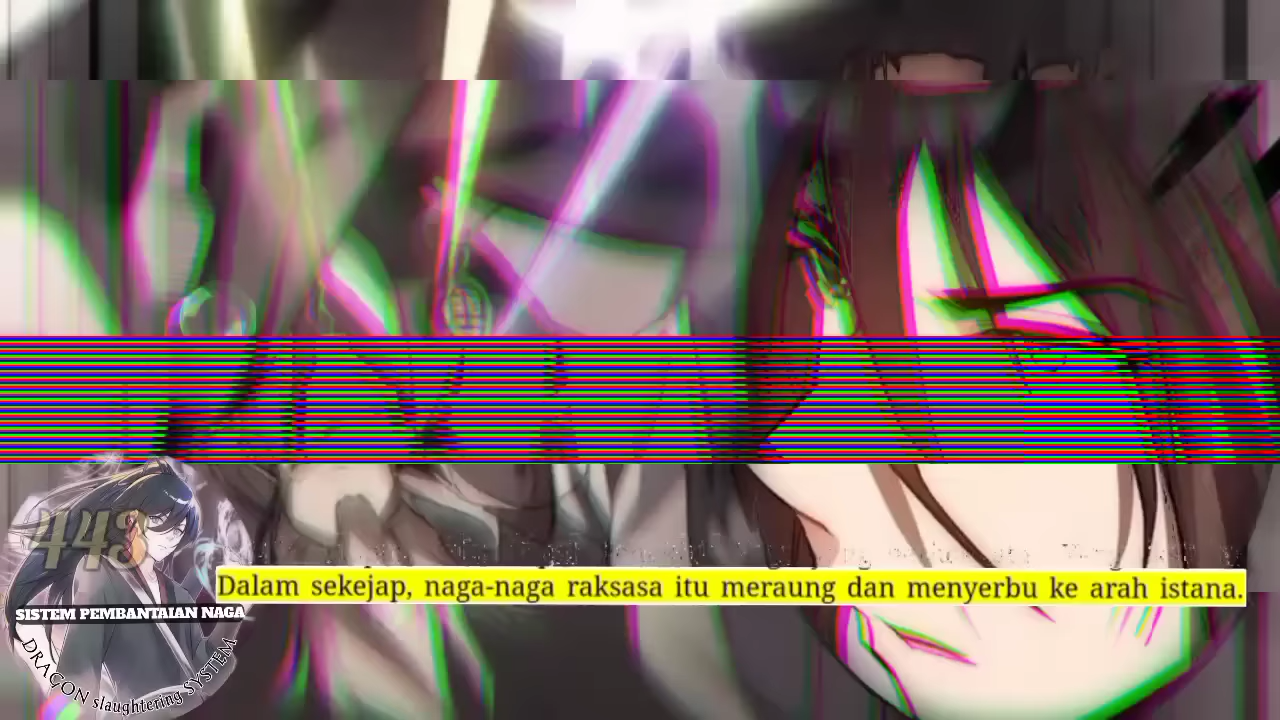 443
Dalam sekejap, naga-naga raksasa itu meraung dan menyerbu ke arah istana.
SISTEM PEMBANTAIAN NAGA
DRAGON slaughtering SYSTEM